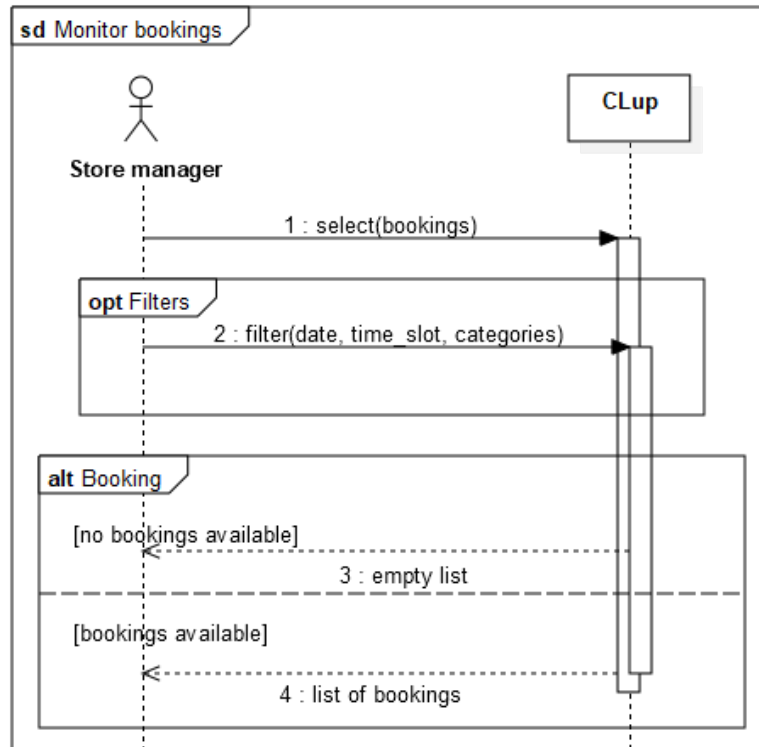 sd Monitor bookings
CLup
Store manager
1 : select(bookings)
opt Filters
2 : filter(date, time_slot, categories)
alt Booking
[no bookings available]
3 : empty list
[bookings available]
4 : list of bookings